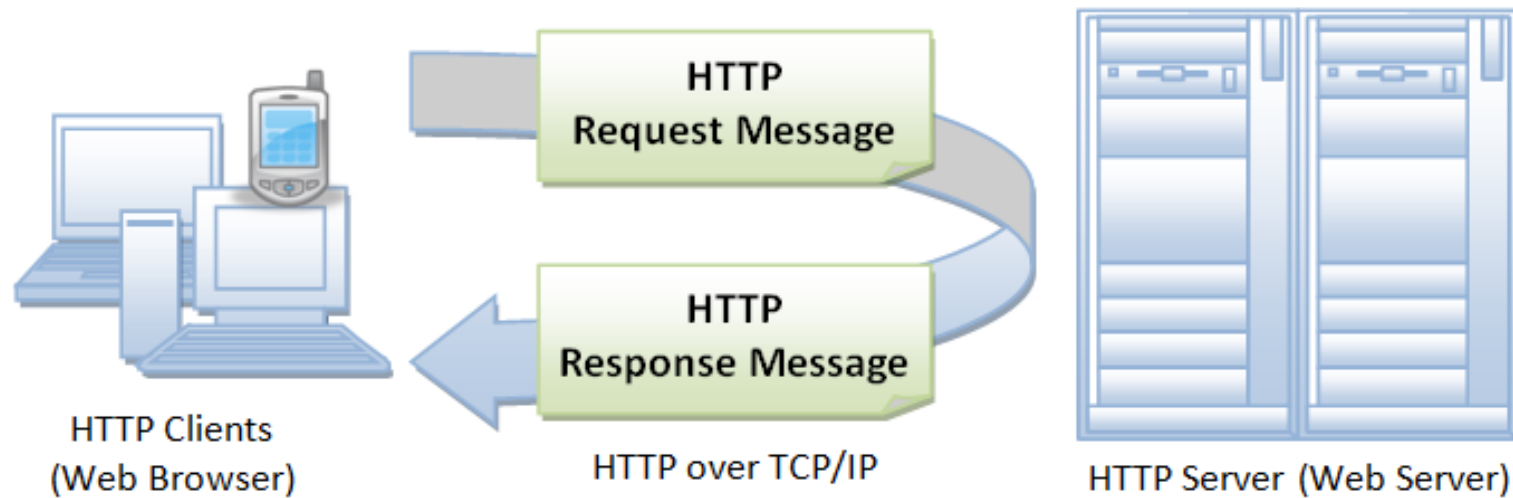 HTTP
Request Message
HTTP
Response Message
HTTP Clients
(Web Browser)
HTTP over TCP/IP
HTTP Server (Web Server)